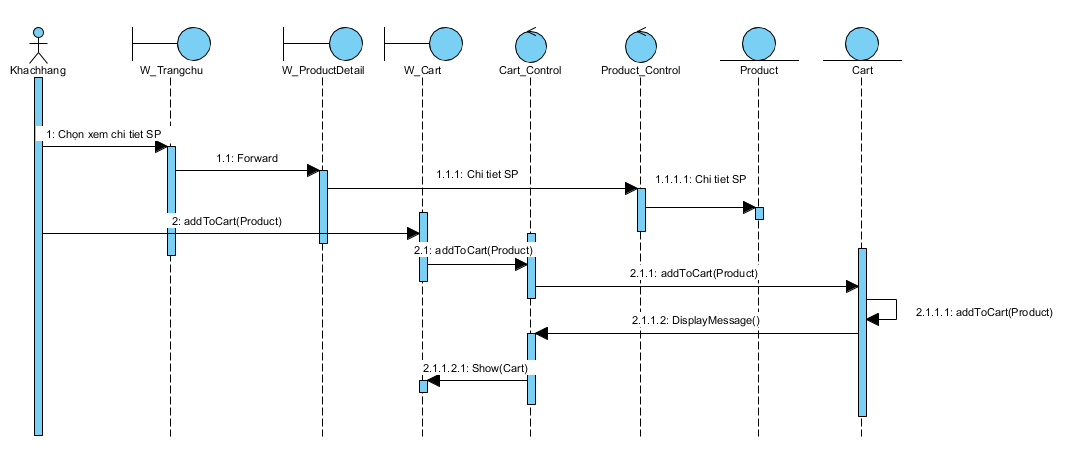 Khachhang
W_Trangchu
W_ProductDetail
W_Cart
Cart_Control
Product_Control
Product
Cart
1: Chọn xem chi tiet SP
1.1: Forward
1.1.1: Chi tiet SP
1.1.1.1: Chi tiet SP
2: addToCart(Product)
2.1: addToCart(Product)
2.1.1: addToCart(Product)
2.1.1.1: addToCart(Product)
2.1.1.2: DisplayMessage()
2.1.1.2.1: Show(Cart)